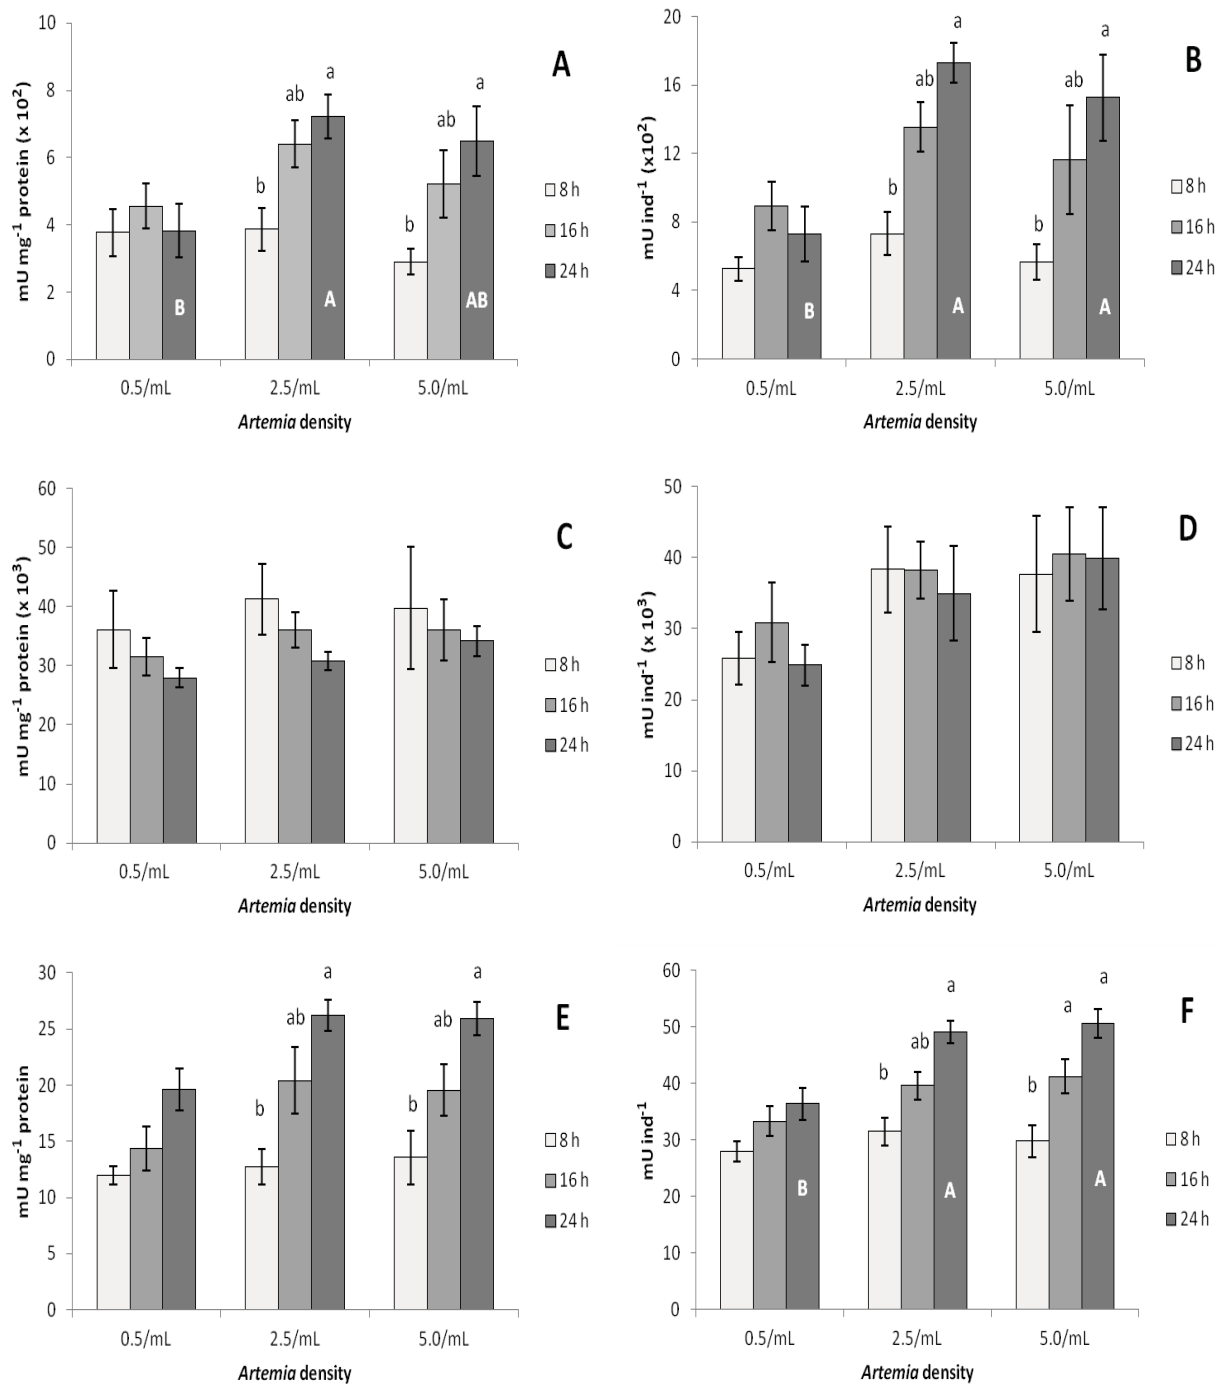 mU mg⁻¹ protein (x 10²)
10
8
6
4
2
0
A
b
ab
a
b
ab
a
B
A
AB
8 h
16 h
24 h
0.5/mL
2.5/mL
5.0/mL
Artemia density
mU ind⁻¹ (x10²)
20
16
12
8
4
0
B
b
ab
a
b
ab
a
B
A
A
8 h
16 h
24 h
0.5/mL
2.5/mL
5.0/mL
Artemia density
mU mg⁻¹ protein (x 10³)
60
50
40
30
20
10
0
C
8 h
16 h
24 h
0.5/mL
2.5/mL
5.0/mL
Artemia density
mU ind⁻¹ (x 10³)
50
40
30
20
10
0
D
8 h
16 h
24 h
0.5/mL
2.5/mL
5.0/mL
Artemia density
mU mg⁻¹ protein
30
25
20
15
10
5
0
E
b
ab
a
b
ab
a
8 h
16 h
24 h
0.5/mL
2.5/mL
5.0/mL
Artemia density
mU ind⁻¹
60
50
40
30
20
10
0
F
b
ab
a
b
a
a
B
A
A
8 h
16 h
24 h
0.5/mL
2.5/mL
5.0/mL
Artemia density